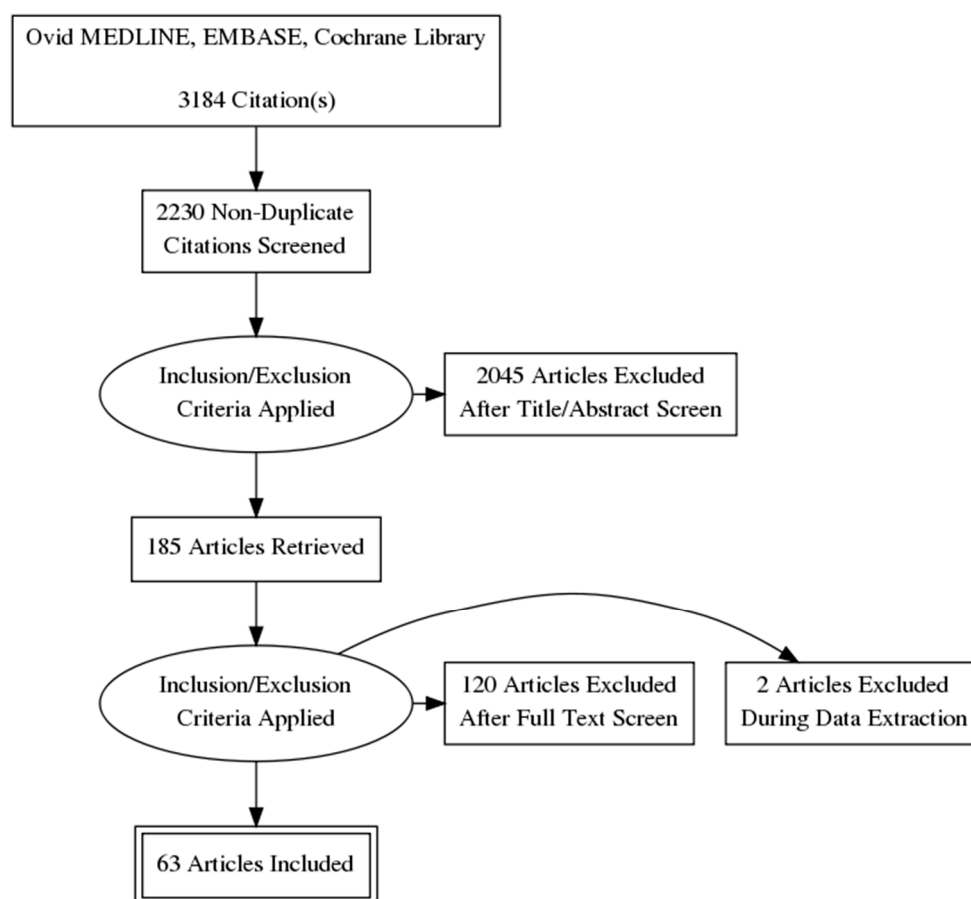 Ovid MEDLINE, EMBASE, Cochrane Library
3184 Citation(s)
2230 Non-Duplicate
Citations Screened
Inclusion/Exclusion
Criteria Applied
2045 Articles Excluded
After Title/Abstract Screen
185 Articles Retrieved
Inclusion/Exclusion
Criteria Applied
120 Articles Excluded
After Full Text Screen
2 Articles Excluded
During Data Extraction
63 Articles Included